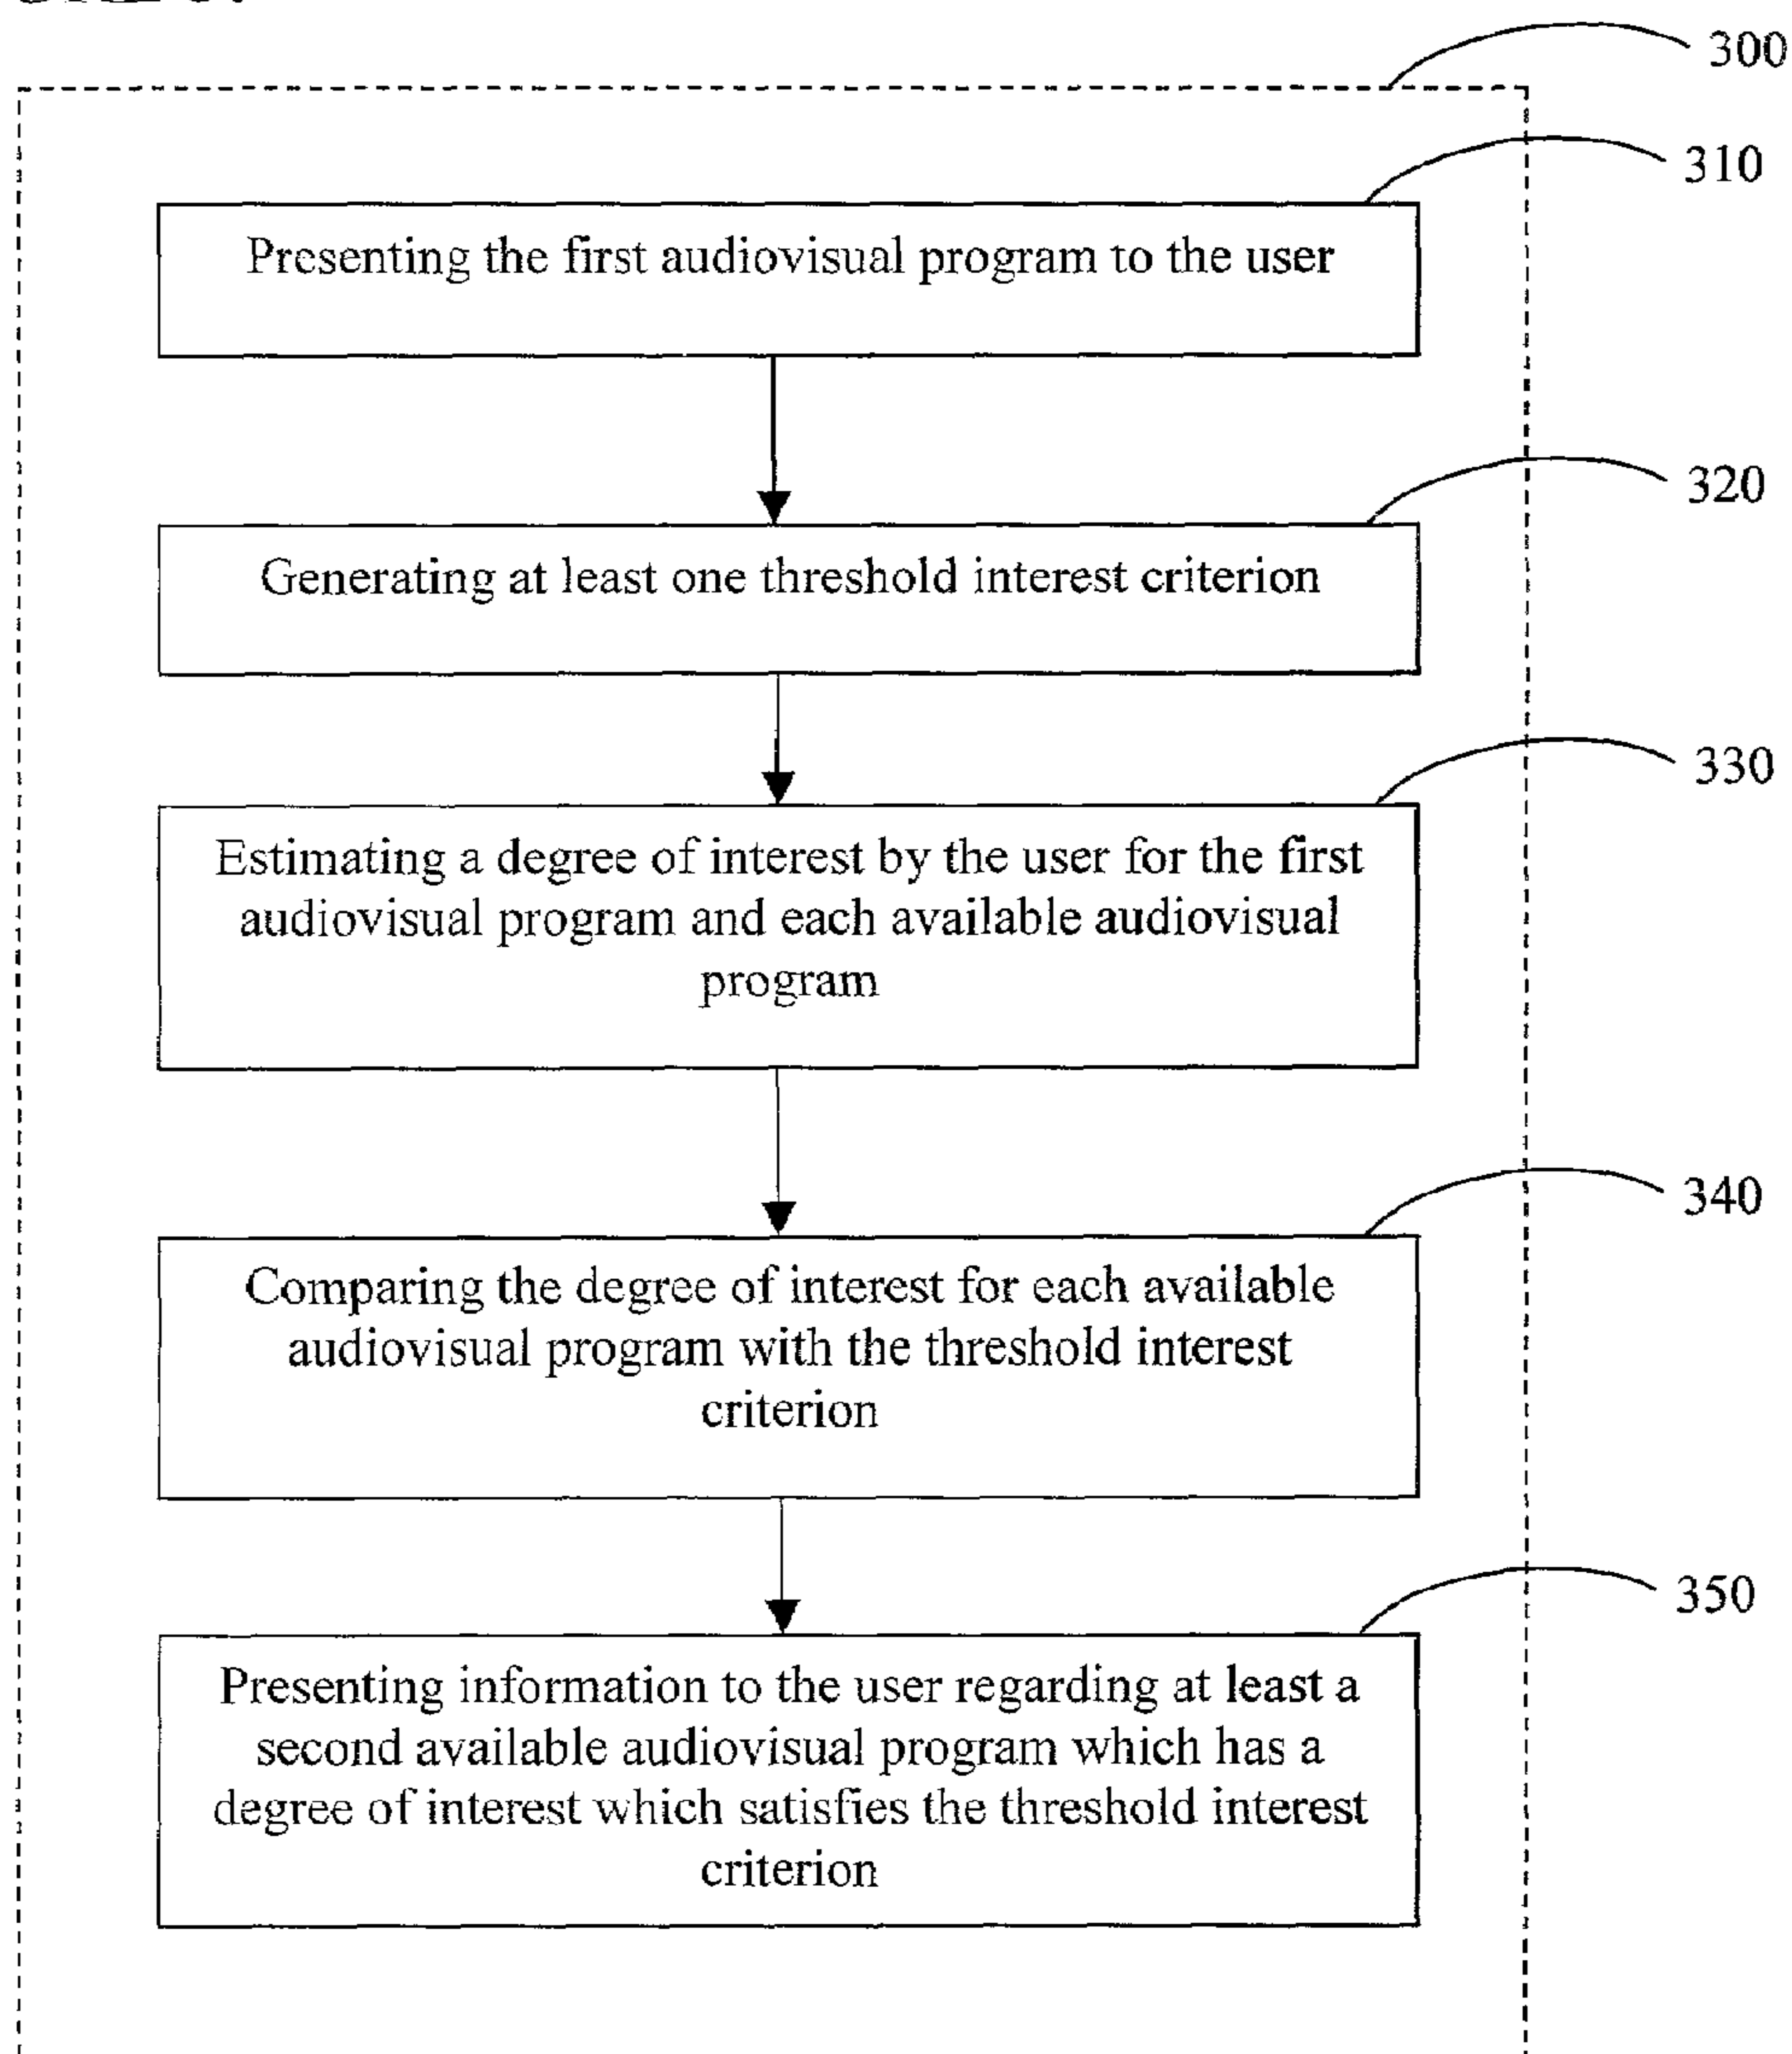 300
310
Presenting the first audiovisual program to the user
320
Generating at least one threshold interest criterion
330
Estimating a degree of interest by the user for the first
audiovisual program and each available audiovisual
program
340
Comparing the degree of interest for each available
audiovisual program with the threshold interest
criterion
350
Presenting information to the user regarding at least a
second available audiovisual program which has a
degree of interest which satisfies the threshold interest
criterion